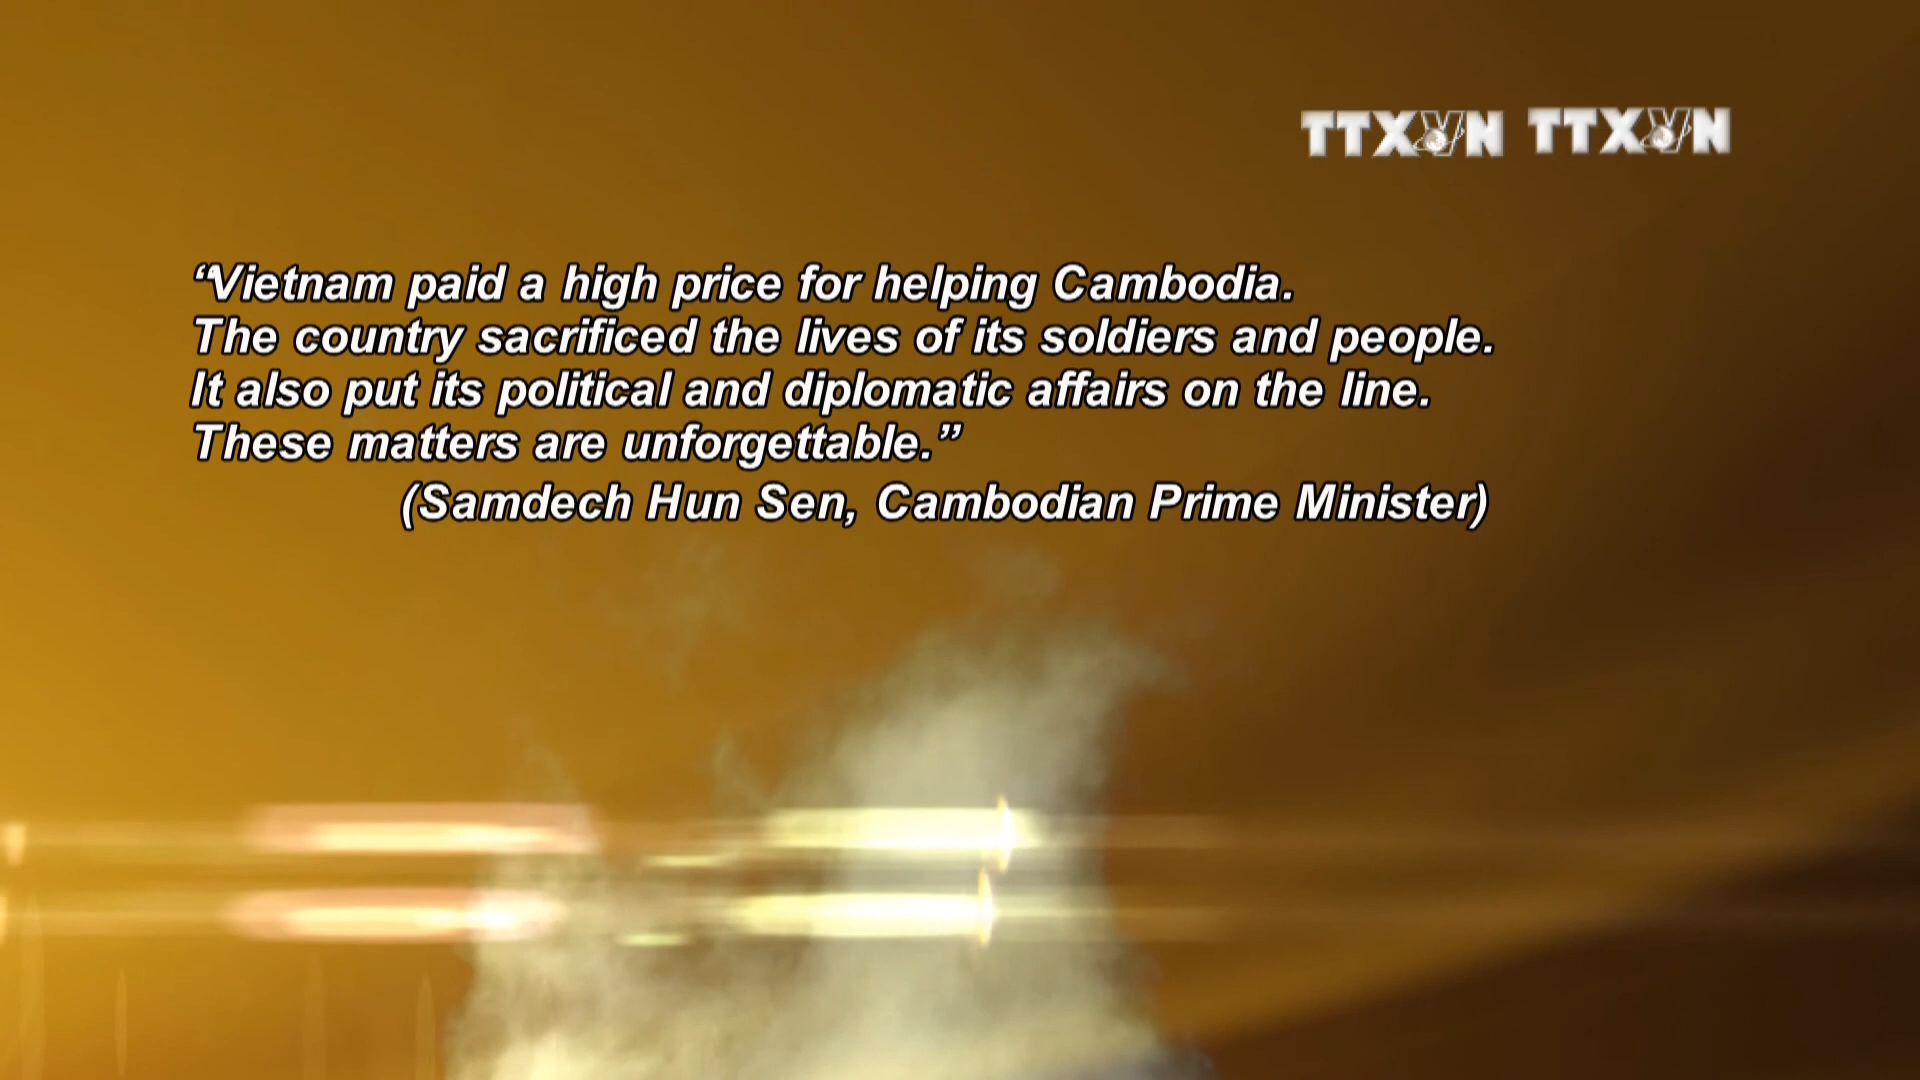 TTXVN TTXVN
“Vietnam paid a high price for helping Cambodia.
The country sacrificed the lives of its soldiers and people.
It also put its political and diplomatic affairs on the line.
These matters are unforgettable.”
(Samdech Hun Sen, Cambodian Prime Minister)